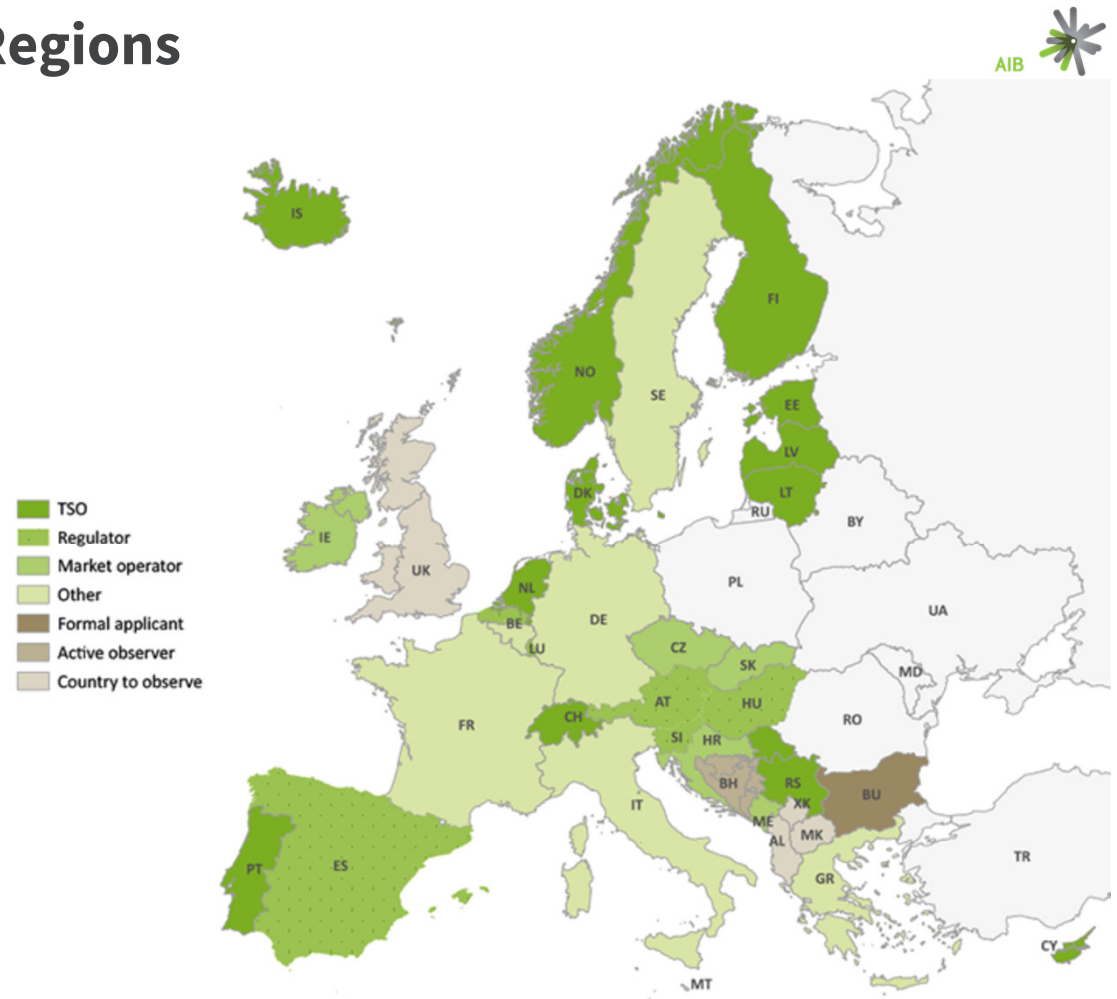 Regions
AIB
IS
FI
NO
SE
EE
LV
LT
DK
RU
BY
IE
UK
NL
PL
UA
BE
DE
LU
CZ
SK
MD
FR
CH
AT
HU
RO
SI
HR
BH
RS
BU
XK
IT
ME
AL
MK
TR
PT
ES
GR
CY
MT
TSO
Regulator
Market operator
Other
Formal applicant
Active observer
Country to observe